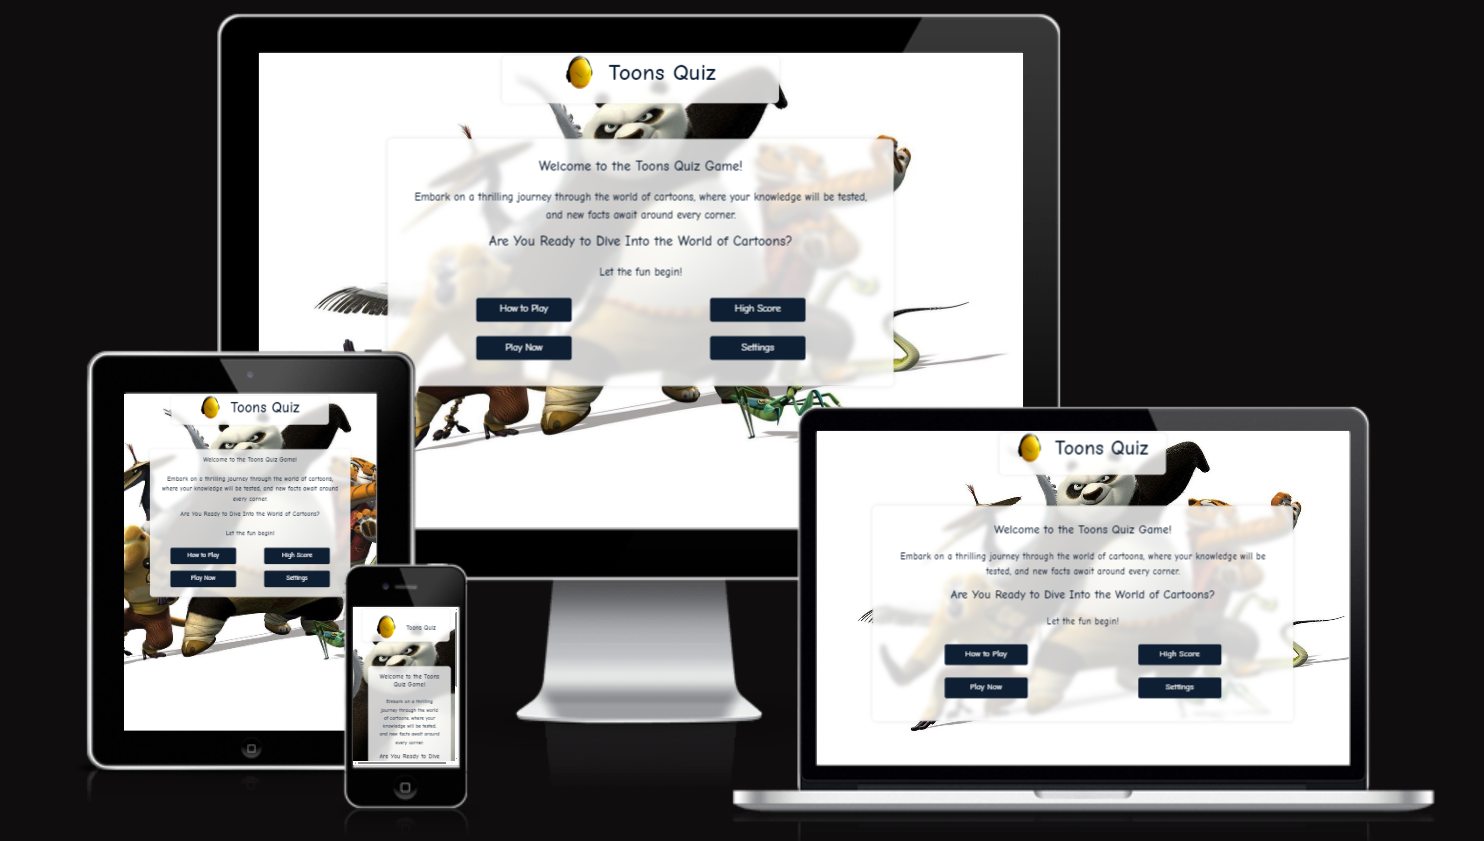 Toons Quiz
Welcome to the Toons Quiz Game!
Embark on a thrilling journey through the world of cartoons, where your knowledge will be tested,
and new facts await around every corner.
Are You Ready to Dive Into the World of Cartoons?
Let the fun begin!
How to Play
High Score
Play Now
Settings
Toons Quiz
Welcome to the Toons Quiz Game!
Embark on a thrilling journey through the world of cartoons,
where your knowledge will be tested, and new facts await around
every corner.
Are You Ready to Dive Into the World of Cartoons?
Let the fun begin!
How to Play
High Score
Play Now
Settings
Toons Quiz
Welcome to the Toons
Quiz Game!
Embark on a thrilling
journey through the world
of cartoons, where your
knowledge will be tested,
and new facts await around
every corner.
Are You Ready to Dive
Toons Quiz
Welcome to the Toons Quiz Game!
Embark on a thrilling journey through the world of cartoons, where your knowledge will be
tested, and new facts await around every corner.
Are You Ready to Dive Into the World of Cartoons?
Let the fun begin!
How to Play
High Score
Play Now
Settings